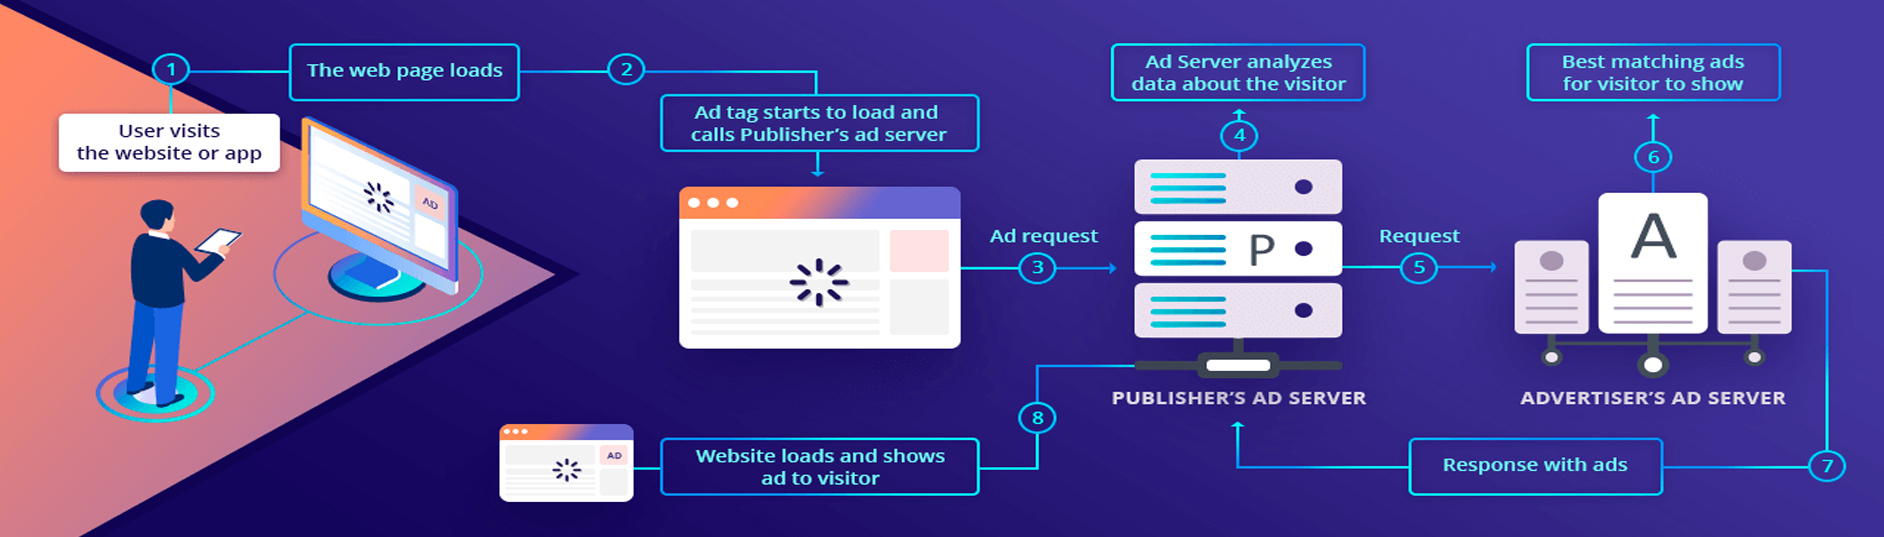 1
The web page loads
2
User visits
the website or app
AD
Ad tag starts to load and
calls Publisher's ad server
Ad request
3
Ad Server analyzes
data about the visitor
4
P
PUBLISHER'S AD SERVER
Request
5
Best matching ads
for visitor to show
6
A
ADVERTISER'S AD SERVER
7
Response with ads
8
Website loads and shows
ad to visitor
AD